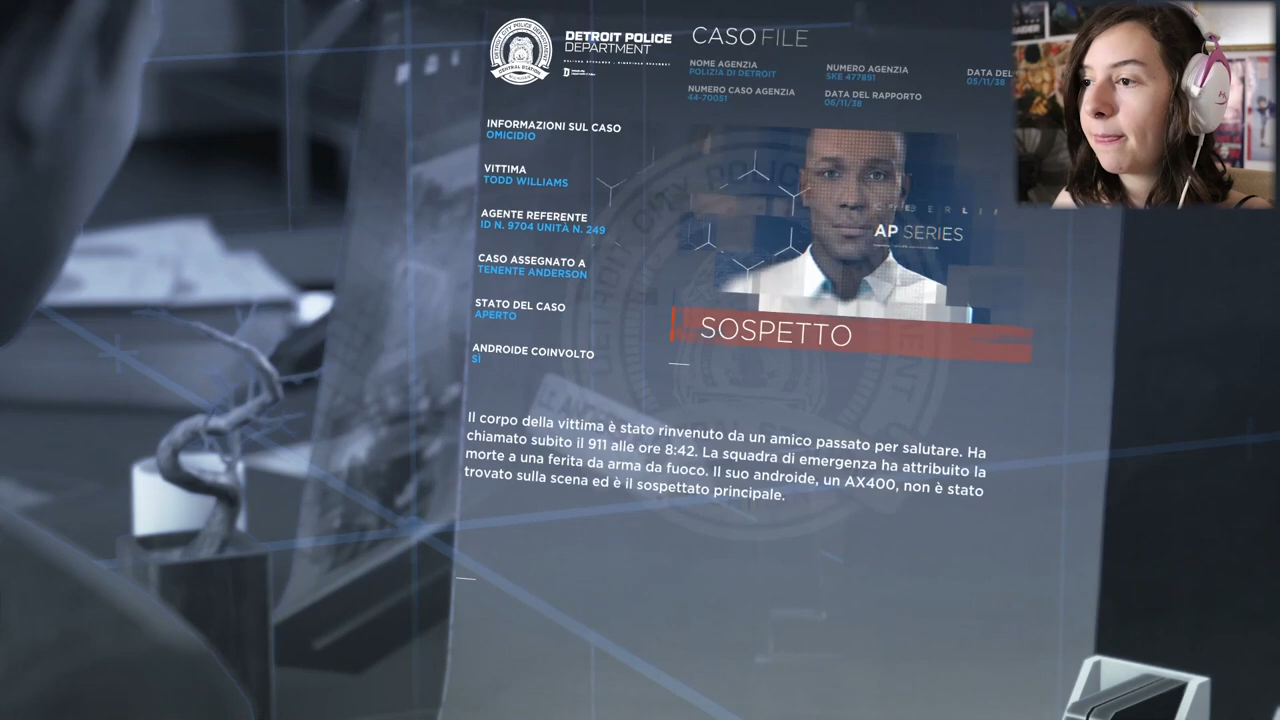 DETROIT POLICE
DEPARTMENT
CENTRAL STATION
CASO FILE
NOME AGENZIA
POLIZIA DI DETROIT
NUMERO AGENZIA
SKE 477891
DATA DEL
05/11/38
NUMERO CASO AGENZIA
44-70051
DATA DEL RAPPORTO
06/11/38
INFORMAZIONI SUL CASO
OMICIDIO
VITTIMA
TODD WILLIAMS
AGENTE REFERENTE
ID N. 9704 UNITÀ N. 249
CASO ASSEGNATO A
TENENTE ANDERSON
STATO DEL CASO
APERTO
ANDROIDE COINVOLTO
SÌ
AP SERIES
SOSPETTO
Il corpo della vittima è stato rinvenuto da un amico passato per salutare. Ha
chiamato subito il 911 alle ore 8:42. La squadra di emergenza ha attribuito la
morte a una ferita da arma da fuoco. Il suo androide, un AX400, non è stato
trovato sulla scena ed è il sospettato principale.